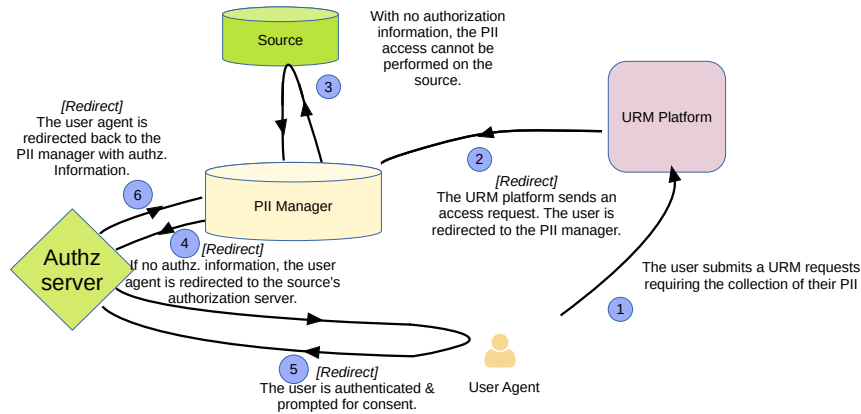 Source
With no authorization
information, the PII
access cannot be
performed on the
source.
3
URM Platform
[Redirect]
The user agent is
redirected back to the
PII manager with authz.
Information.
2
[Redirect]
The URM platform sends an
access request. The user is
redirected to the PII manager.
6
PII Manager
4
[Redirect]
If no authz. information, the user
agent is redirected to the source's
authorization server.
Authz
server
The user submits a URM requests
requiring the collection of their PII
1
5
[Redirect]
The user is authenticated &
prompted for consent.
User Agent